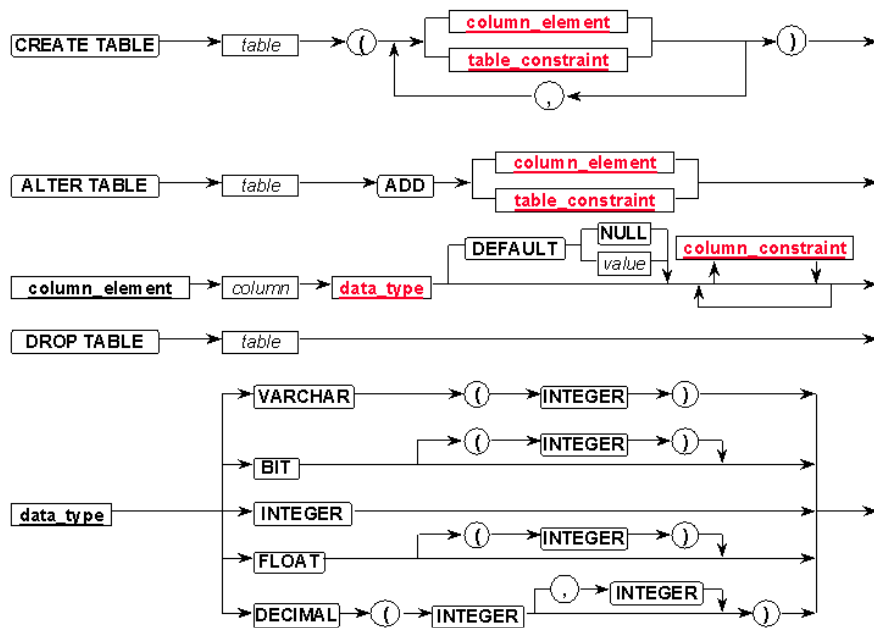 column_element
CREATE TABLE table ( )
table_constraint
,
column_element
ALTER TABLE table ADD
table_constraint
NULL
DEFAULT column_constraint
value
column_element column data_type
DROP TABLE table
VARCHAR ( INTEGER )
( INTEGER )
BIT
data_type INTEGER
( INTEGER )
FLOAT
, INTEGER
DECIMAL ( INTEGER )